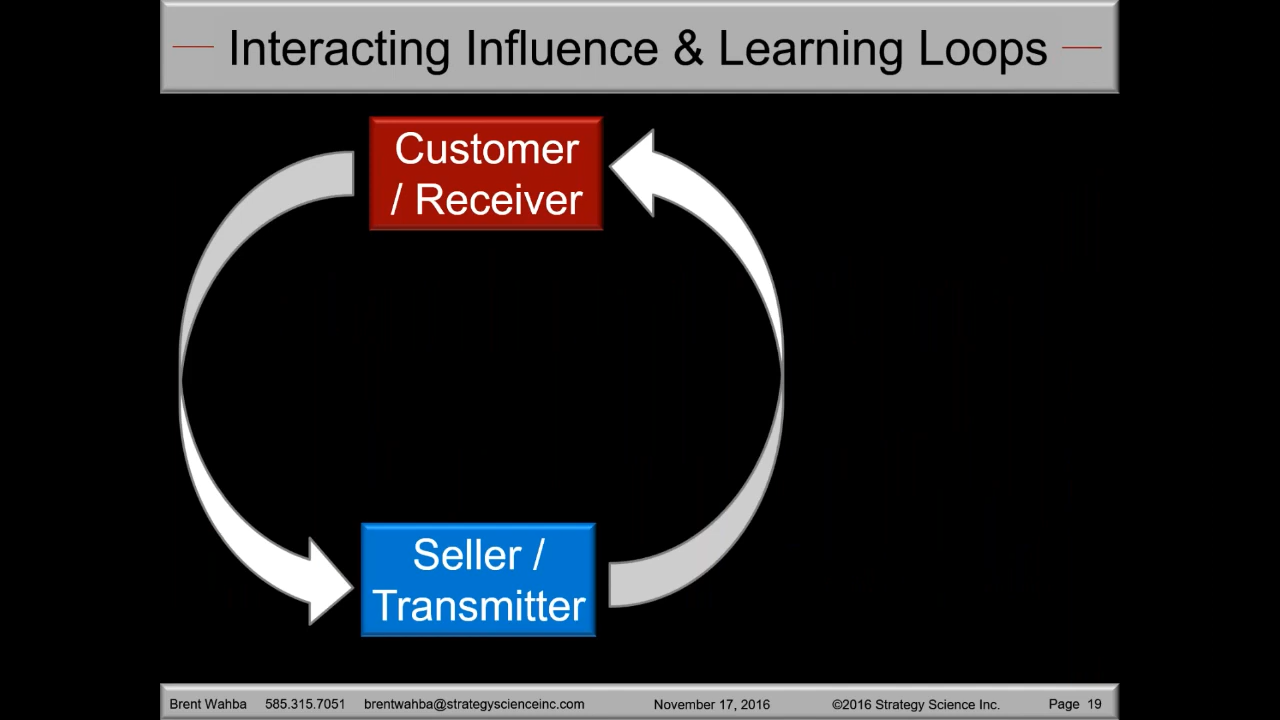 Interacting Influence & Learning Loops
Customer
/ Receiver
Seller /
Transmitter
Brent Wahba 585.315.7051 brentwahba@strategyscienceinc.com November 17, 2016 ©2016 Strategy Science Inc. Page 19